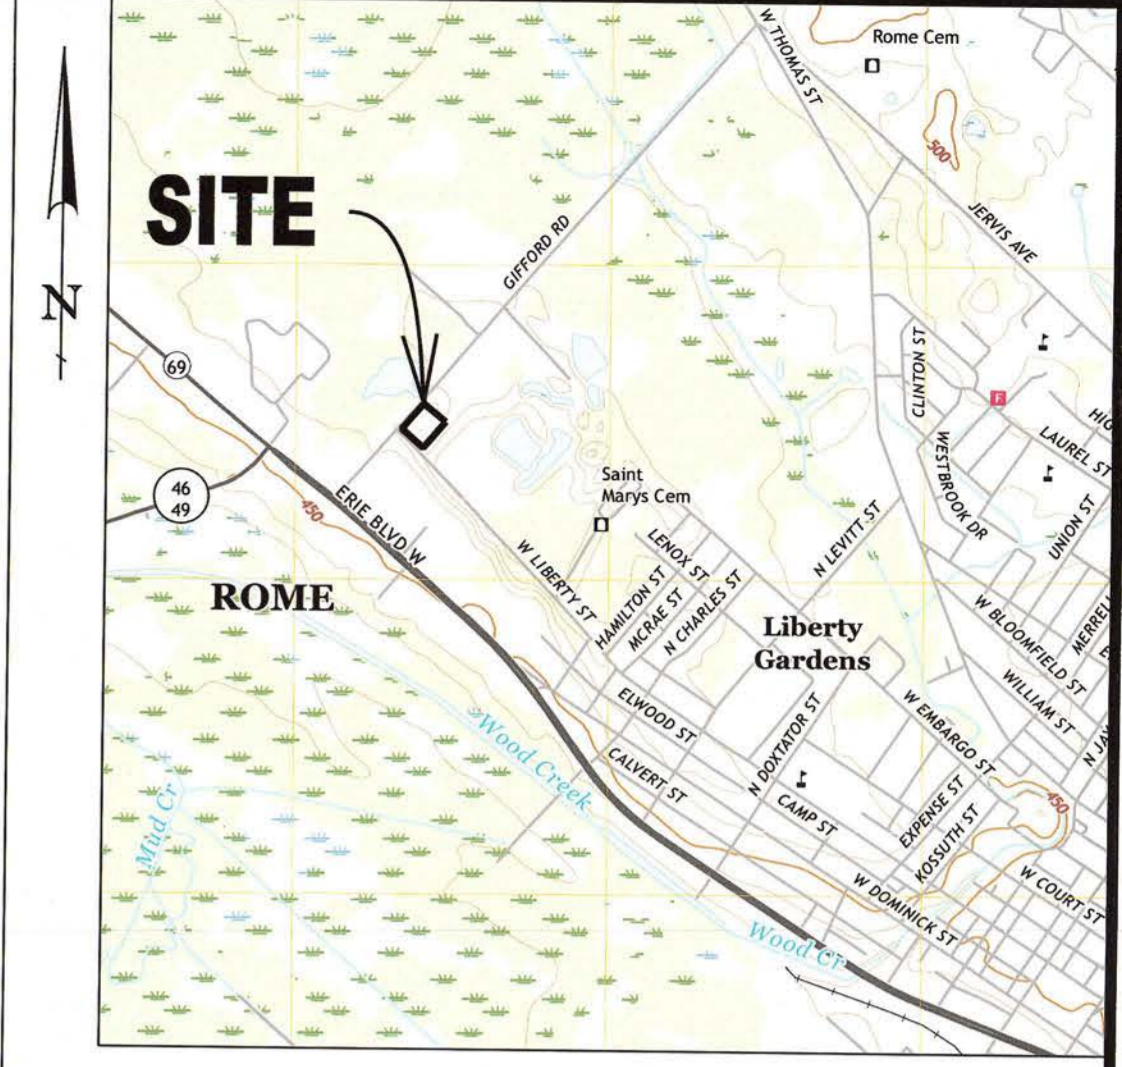 Rome Cem
W THOMAS ST
500
SITE
JERVIS AVE
GIFFORD RD
N
69
CLINTON ST
LAUREL ST
WESTBROOK DR
46
49
450
ERIE BLVD W
Saint
Marys Cem
UNION ST
N LEVITT ST
LENOX ST
W LIBERTY ST
HAMILTON ST
MCRAE ST
N CHARLES ST
ROME
Liberty
Gardens
W BLOOMFIELD ST
WILLIAM ST
ELWOOD ST
W EMBARGO ST
N DOXTATOR ST
Wood Creek
CALVERT ST
Mud Cr
CAMP ST
EXPENSE ST
KOSSUTH ST
450
W COURT ST
W DOMINICK ST
Wood Cr
F
HIG
MERREL
N JA